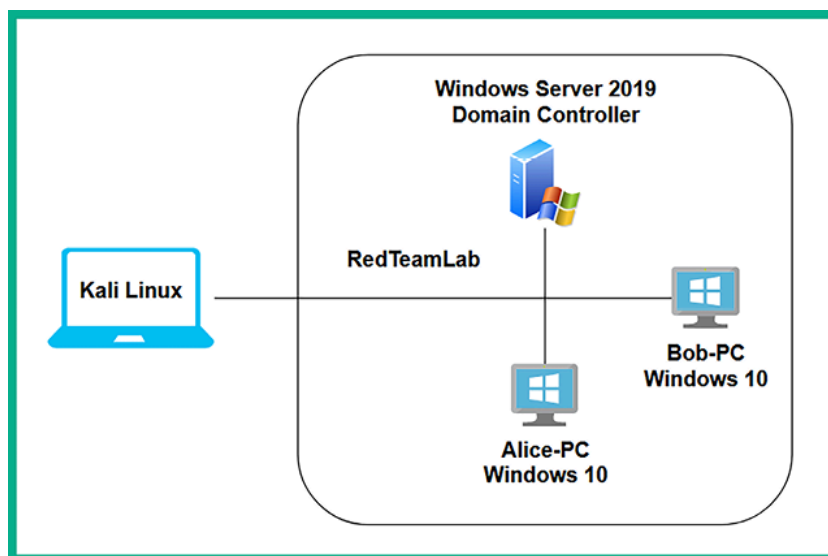 Windows Server 2019
Domain Controller
RedTeamLab
Kali Linux
Bob-PC
Windows 10
Alice-PC
Windows 10